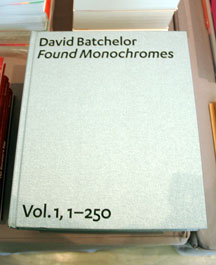 David Batchelor
Found Monochromes
Vol. 1, 1–250